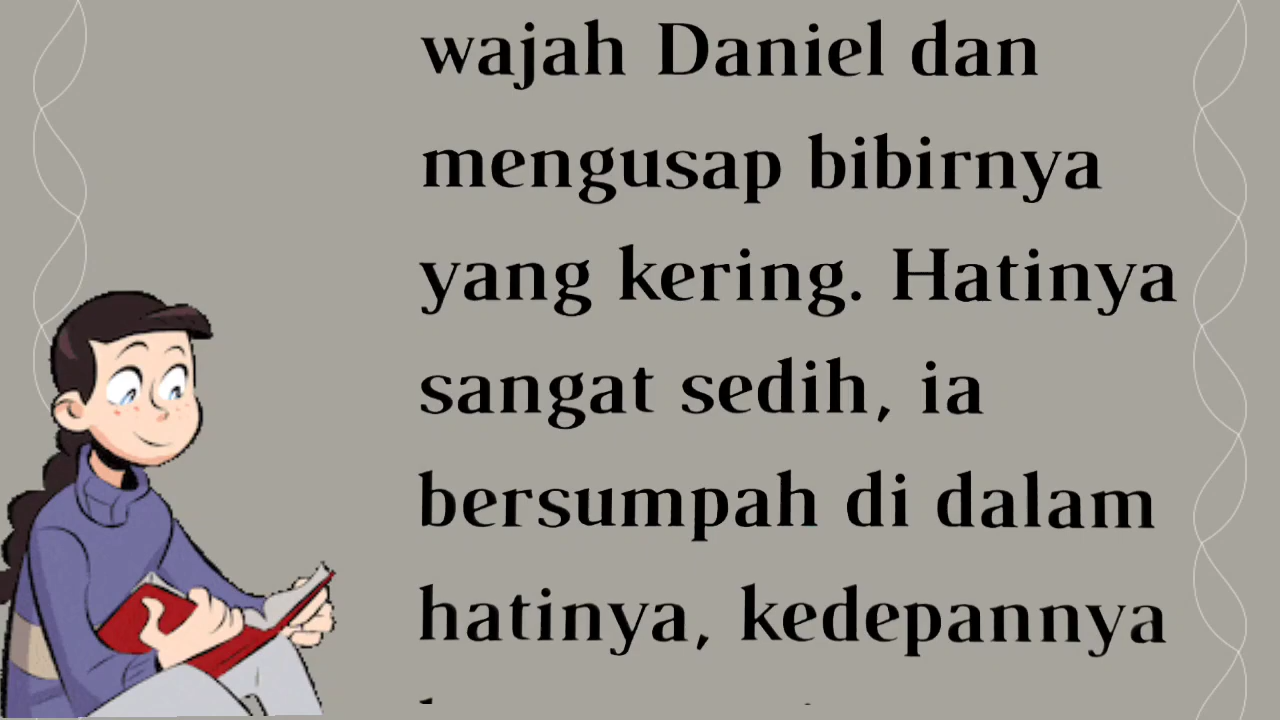 wajah Daniel dan
mengusap bibirnya
yang kering. Hatinya
sangat sedih, ia
bersumpah di dalam
hatinya, kedepannya